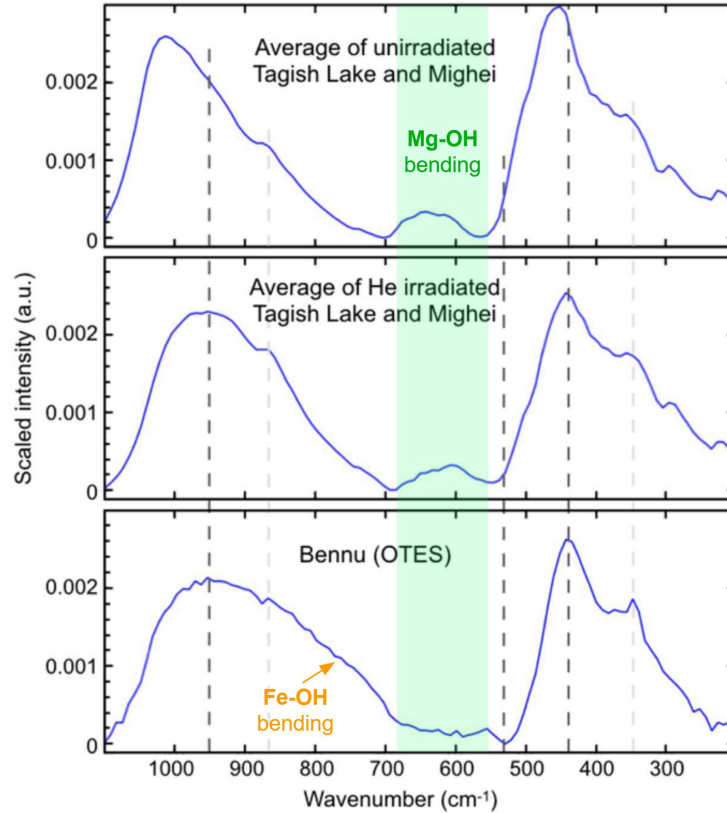 Average of unirradiated
Tagish Lake and Mighei
Mg-OH
bending
0.002
0.001
0
Average of He irradiated
Tagish Lake and Mighei
0.002
0.001
0
Scaled intensity (a.u.)
Bennu (OTES)
0.002
0.001
0
Fe-OH
bending
1000 900 800 700 600 500 400 300
Wavenumber (cm-1)